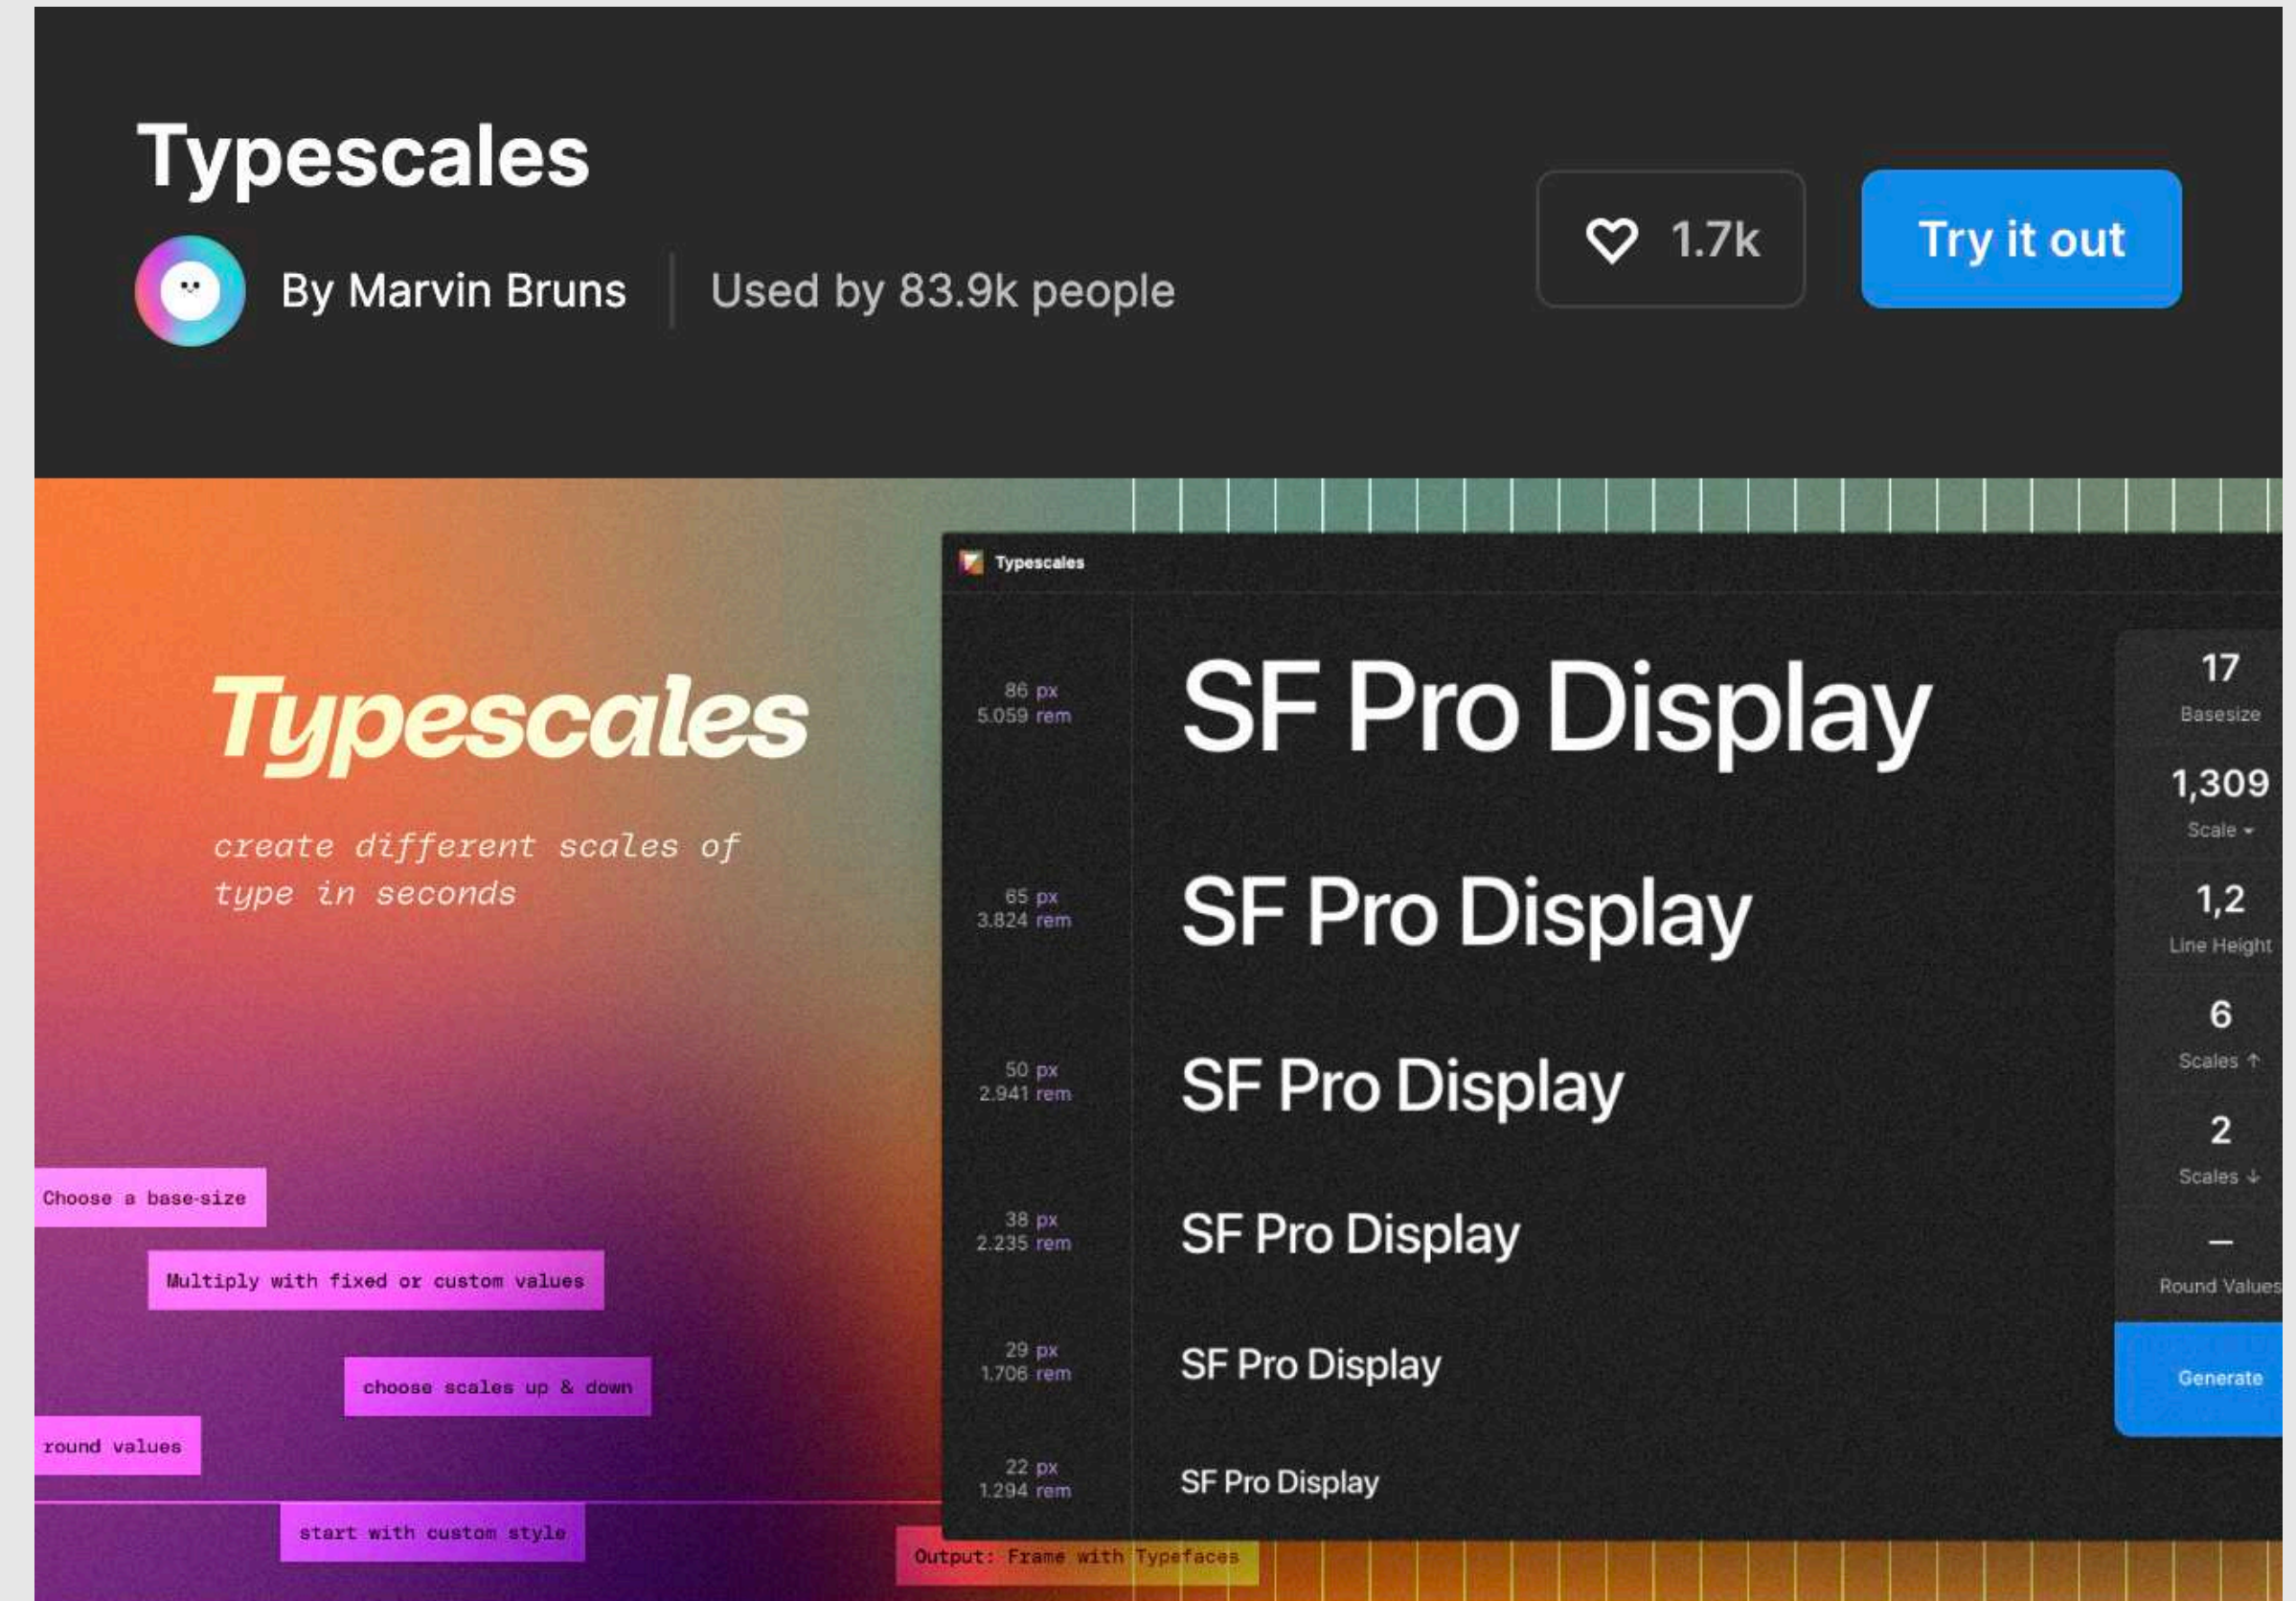 Typescales
By Marvin Bruns
Used by 83.9k people
1.7k
Try it out
Typescales
create different scales of
type in seconds
Choose a base-size
Multiply with fixed or custom values
choose scales up & down
round values
start with custom style
Output: Frame with Typefaces
Typescales
86 px
5.059 rem
SF Pro Display
65 px
3.824 rem
SF Pro Display
50 px
2.941 rem
SF Pro Display
38 px
2.235 rem
SF Pro Display
29 px
1.706 rem
SF Pro Display
22 px
1.294 rem
SF Pro Display
17
Basesize
1,309
Scale
1,2
Line Height
6
Scales ↑
2
Scales ↓
—
Round Values
Generate